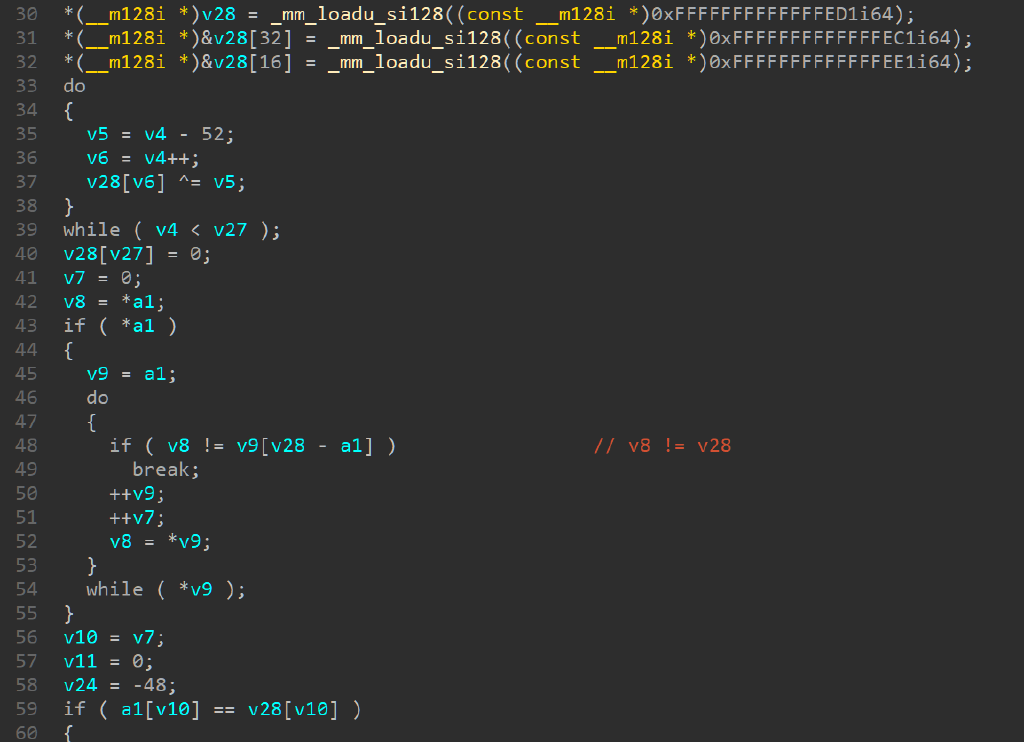 30 *(__m128i *)v28 = _mm_loadu_si128((const __m128i *)0xFFFFFFFFFFFFFED1i64);
31 *(__m128i *)&v28[32] = _mm_loadu_si128((const __m128i *)0xFFFFFFFFFFFFFEC1i64);
32 *(__m128i *)&v28[16] = _mm_loadu_si128((const __m128i *)0xFFFFFFFFFFFFFEE1i64);
33 do
34 {
35 v5 = v4 - 52;
36 v6 = v4++;
37 v28[v6] ^= v5;
38 }
39 while ( v4 < v27 );
40 v28[v27] = 0;
41 v7 = 0;
42 v8 = *a1;
43 if ( *a1 )
44 {
45 v9 = a1;
46 do
47 {
48 if ( v8 != v9[v28 - a1] ) // v8 != v28
49 break;
50 ++v9;
51 ++v7;
52 v8 = *v9;
53 }
54 while ( *v9 );
55 }
56 v10 = v7;
57 v11 = 0;
58 v24 = -48;
59 if ( a1[v10] == v28[v10] )
60 {